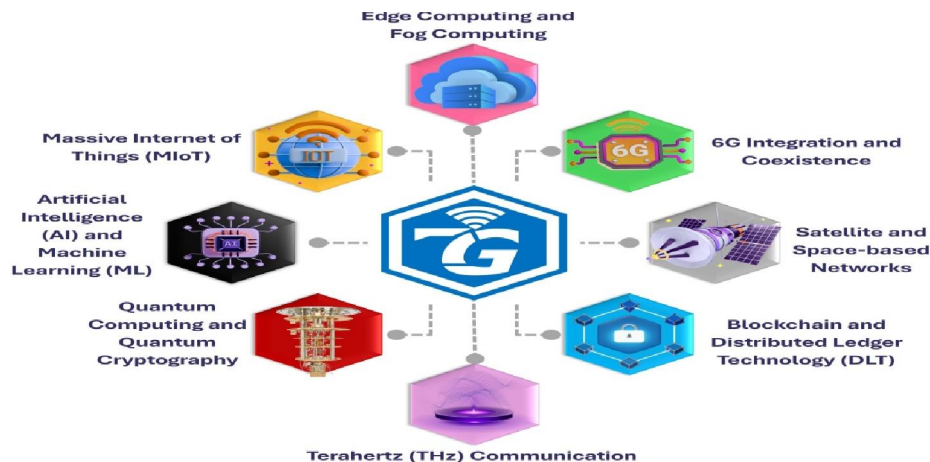 Edge Computing and
Fog Computing
Massive Internet of
Things (MIoT)
IOT
6G
6G Integration and
Coexistence
Artificial
Intelligence
(AI) and
Machine
Learning (ML)
AI
7G
Satellite and
Space-based
Networks
Quantum
Computing and
Quantum
Cryptography
Blockchain and
Distributed Ledger
Technology (DLT)
Terahertz (THz) Communication